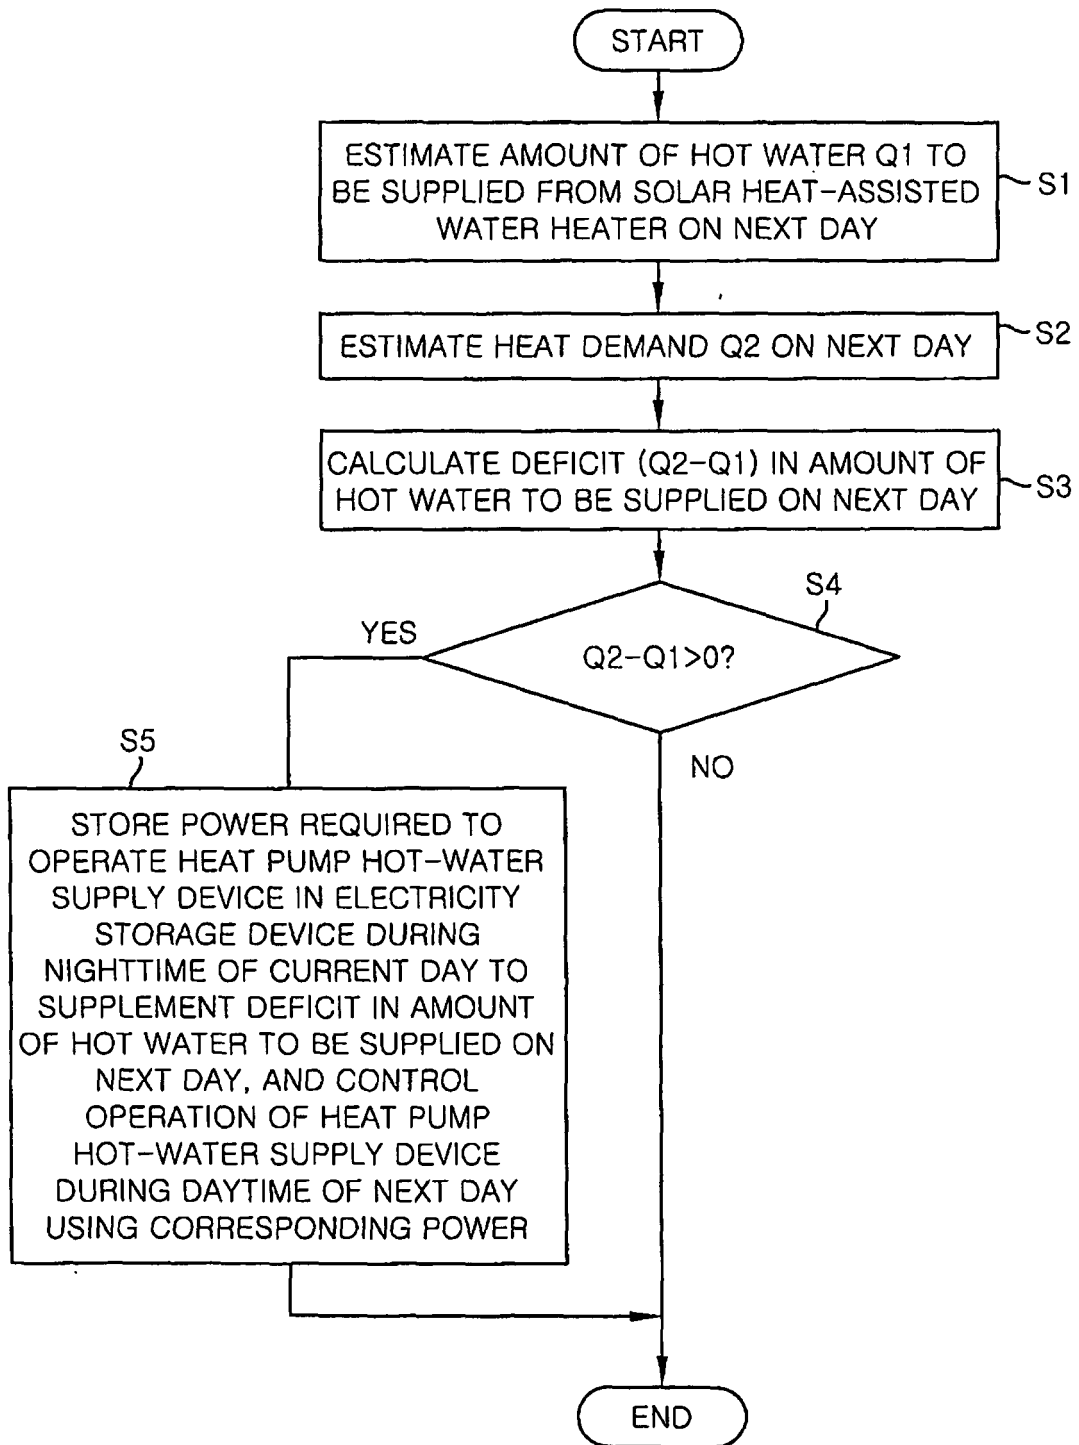 START
ESTIMATE AMOUNT OF HOT WATER Q1 TO
BE SUPPLIED FROM SOLAR HEAT-ASSISTED
WATER HEATER ON NEXT DAY
S1
ESTIMATE HEAT DEMAND Q2 ON NEXT DAY
S2
CALCULATE DEFICIT (Q2-Q1) IN AMOUNT OF
HOT WATER TO BE SUPPLIED ON NEXT DAY
S3
S4
Q2-Q1>0?
YES
NO
S5
STORE POWER REQUIRED TO
OPERATE HEAT PUMP HOT-WATER
SUPPLY DEVICE IN ELECTRICITY
STORAGE DEVICE DURING
NIGHTTIME OF CURRENT DAY TO
SUPPLEMENT DEFICIT IN AMOUNT
OF HOT WATER TO BE SUPPLIED ON
NEXT DAY, AND CONTROL
OPERATION OF HEAT PUMP
HOT-WATER SUPPLY DEVICE
DURING DAYTIME OF NEXT DAY
USING CORRESPONDING POWER
END